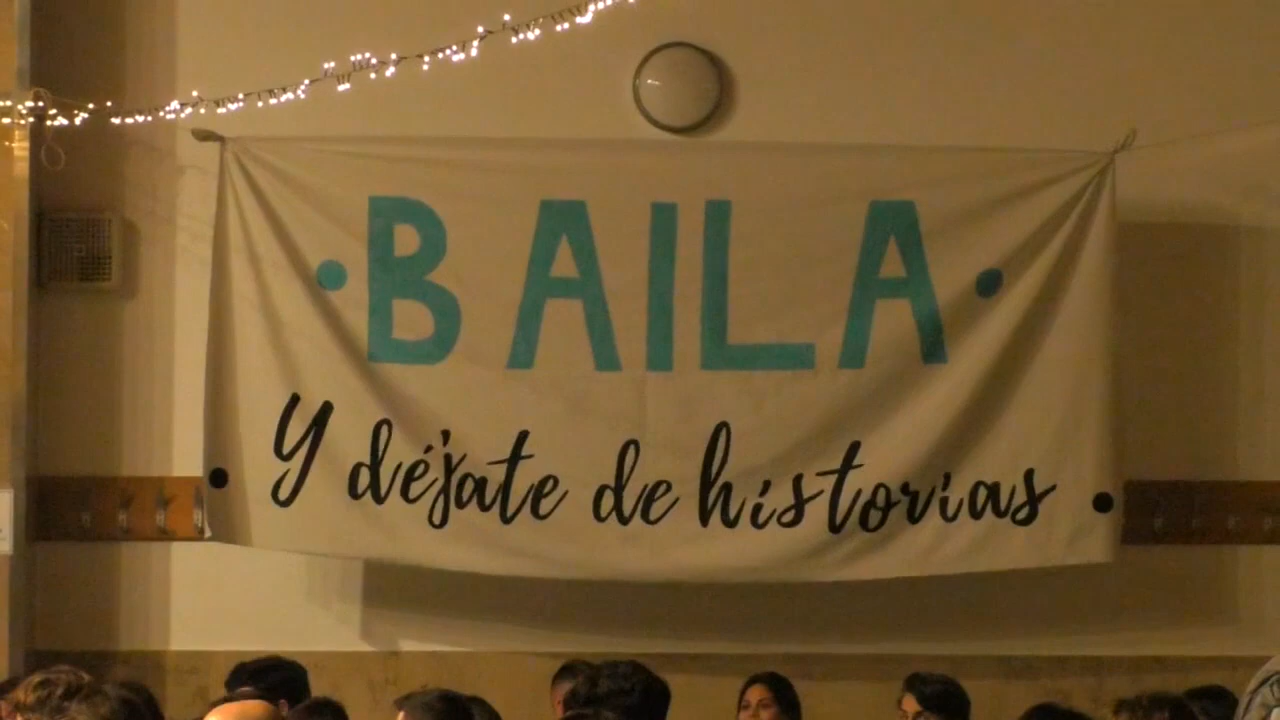 • BAILA •
• Y déjate de historias •